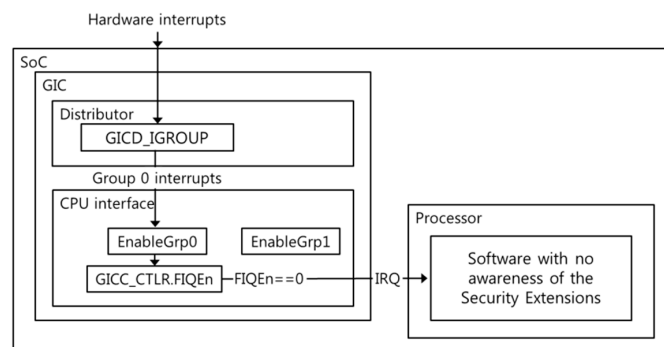 Hardware interrupts
SoC
GIC
Distributor
GICD_IGROUP
Group 0 interrupts
CPU interface
EnableGrp0
EnableGrp1
GICC_CTLR.FIQEn
FIQEn==0
IRQ
Processor
Software with no
awareness of the
Security Extensions